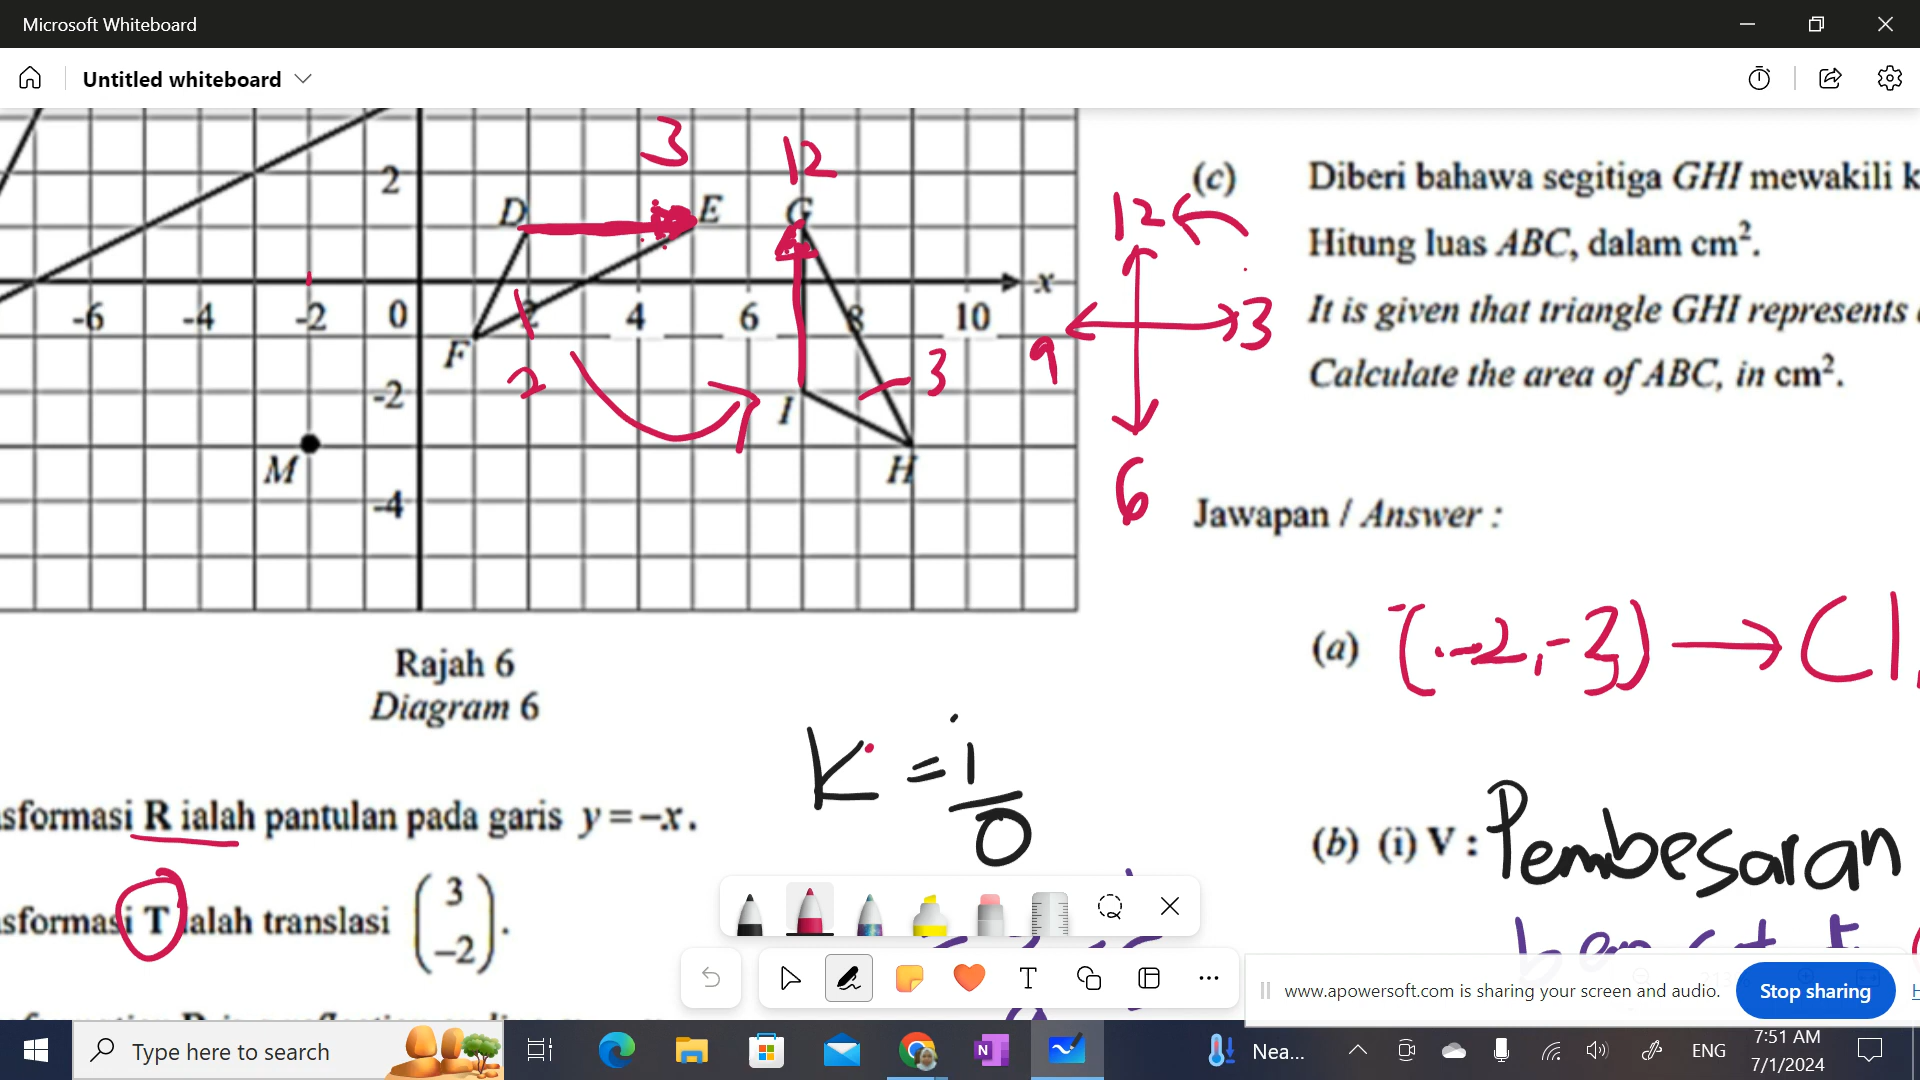 Microsoft Whiteboard
Untitled whiteboard
3
12
2
D
E
G
x
-6
-4
-2
0
2
4
6
8
10
F
2
3
I
-2
M
H
-4
12
9
3
6
(c) Diberi bahawa segitiga GHI mewakili k
Hitung luas ABC, dalam cm².
It is given that triangle GHI represents
Calculate the area of ABC, in cm².
Jawapan / Answer :
Rajah 6
Diagram 6
(a) (-2,-3) → (1,
k = i/0
sformasi R ialah pantulan pada garis y = –x.
(b) (i) V : Pembesaran
sformasi T ialah translasi (3 –2).
www.apowersoft.com is sharing your screen and audio.
Stop sharing
Type here to search
Nea...
ENG
7:51 AM
7/1/2024